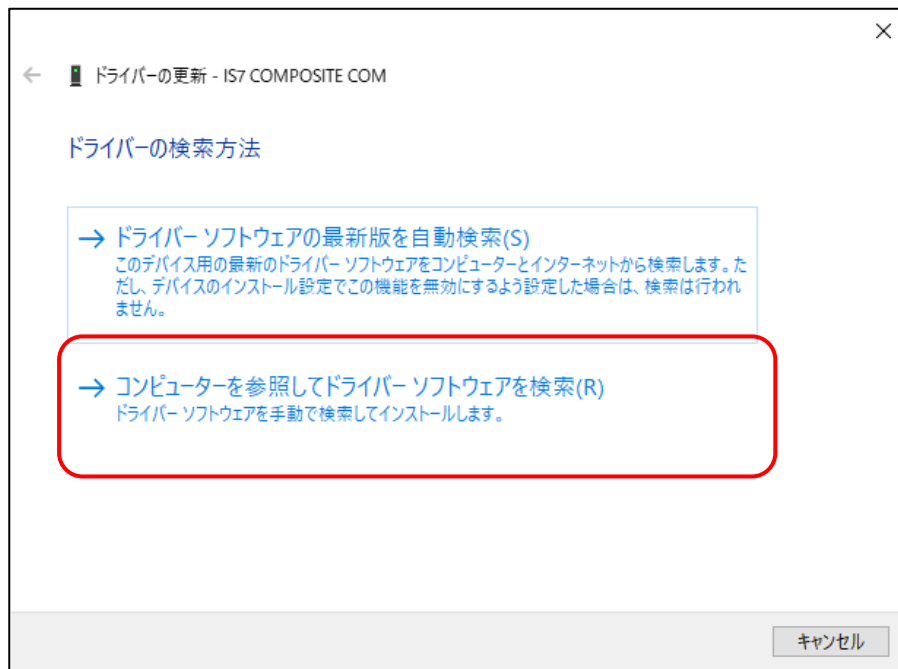 ドライバーの更新 - IS7 COMPOSITE COM
ドライバーの検索方法
ドライバー ソフトウェアの最新版を自動検索(S)
このデバイス用の最新のドライバー ソフトウェアをコンピューターとインターネットから検索します。た
だし、デバイスのインストール設定でこの機能を無効にするよう設定した場合は、検索は行われ
ません。
コンピューターを参照してドライバー ソフトウェアを検索(R)
ドライバー ソフトウェアを手動で検索してインストールします。
キャンセル